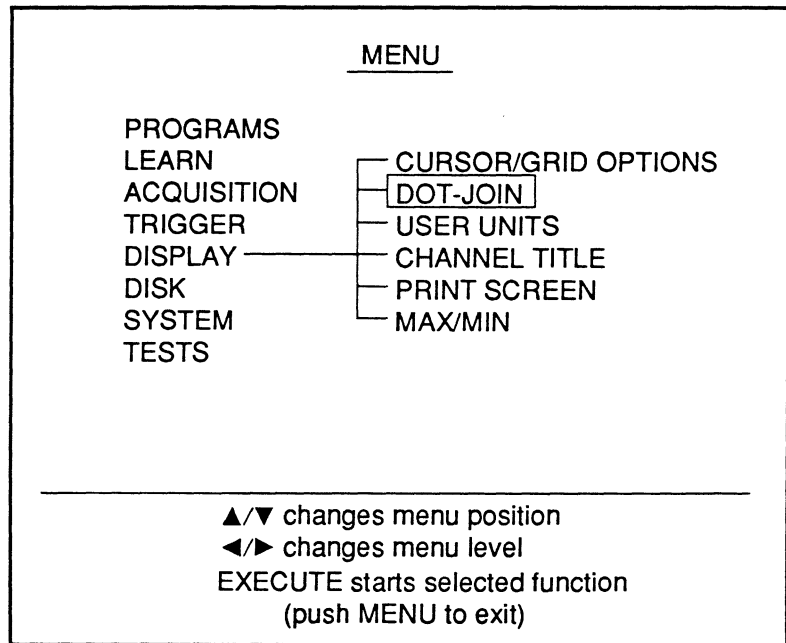 MENU
PROGRAMS
LEARN
ACQUISITION
TRIGGER
DISPLAY
DISK
SYSTEM
TESTS
CURSOR/GRID OPTIONS
DOT-JOIN
USER UNITS
CHANNEL TITLE
PRINT SCREEN
MAX/MIN
▲/▼ changes menu position
◄/► changes menu level
EXECUTE starts selected function
(push MENU to exit)